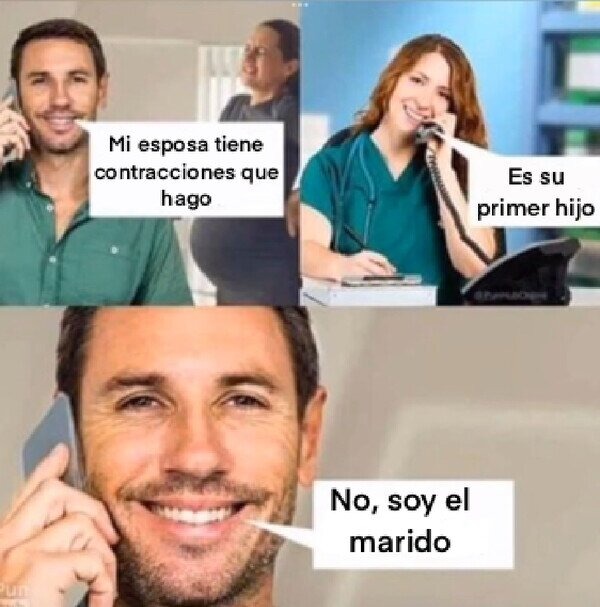 Mi esposa tiene
contracciones que
hago
Es su
primer hijo
No, soy el
marido